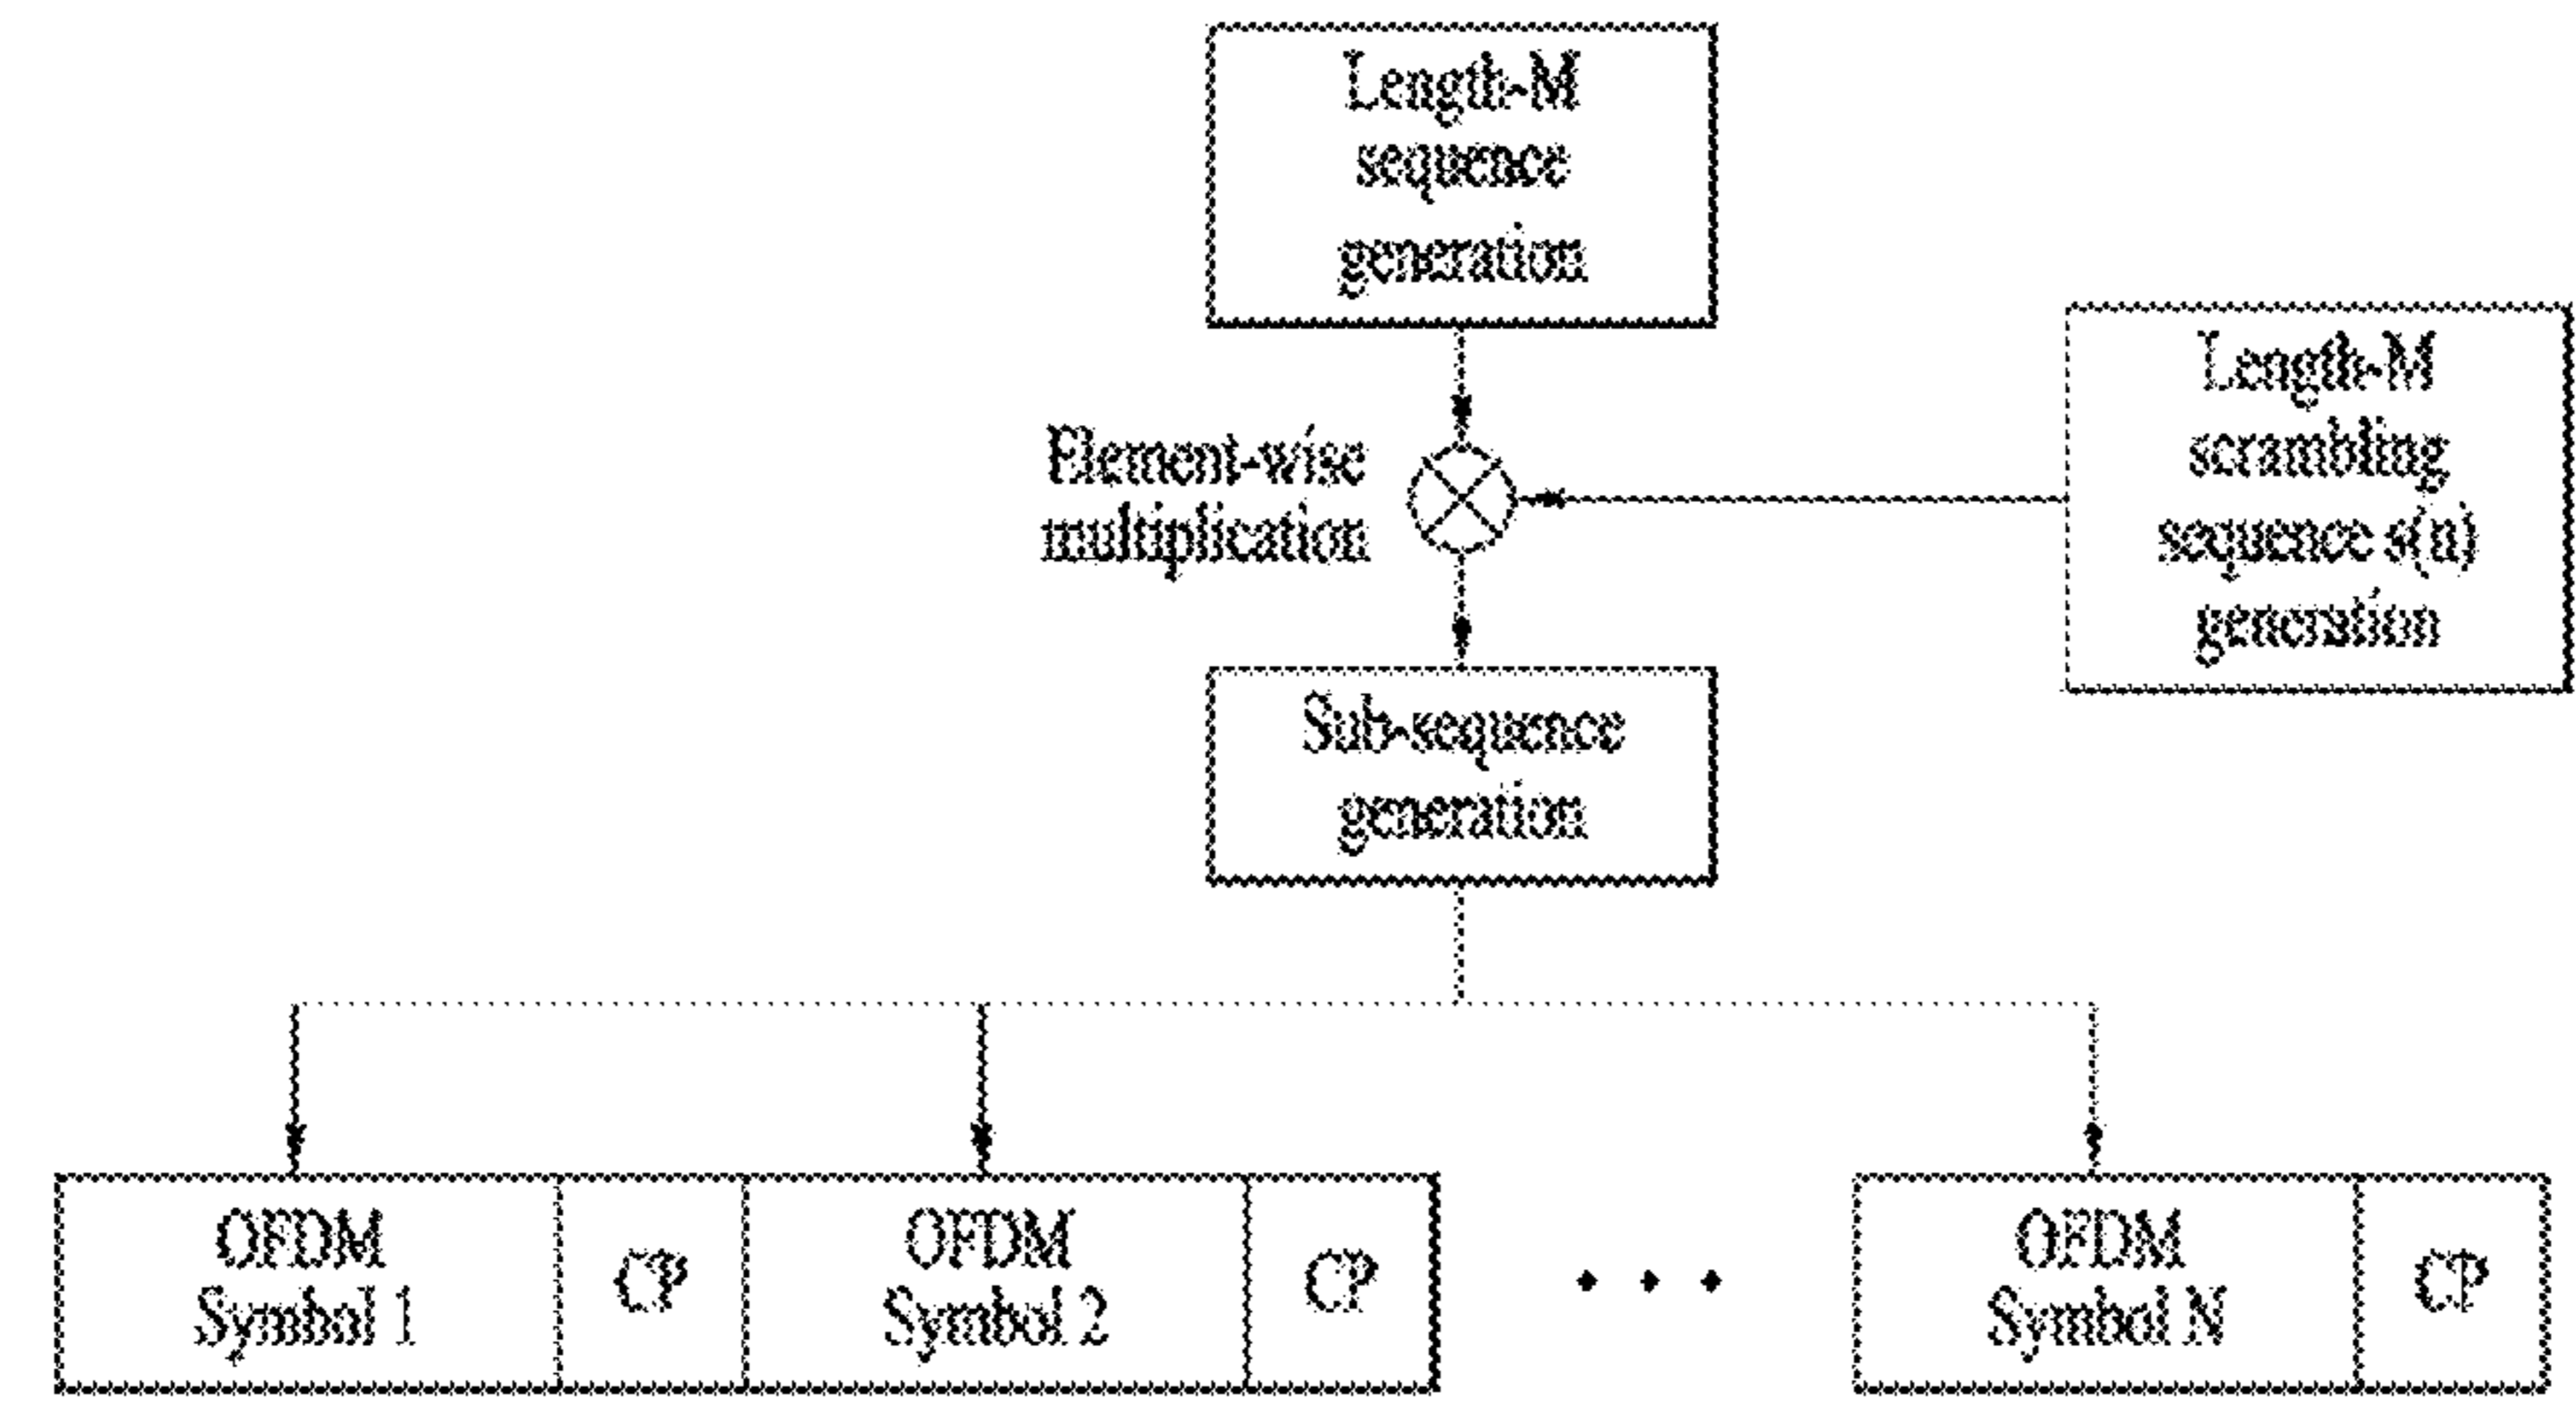 Length-M
sequence
generation
Length-M
scrambling
sequence s(n)
generation
Element-wise
multiplication
Sub-sequence
generation
OFDM
Symbol 1
CP
OFDM
Symbol 2
CP
• • •
OFDM
Symbol N
CP